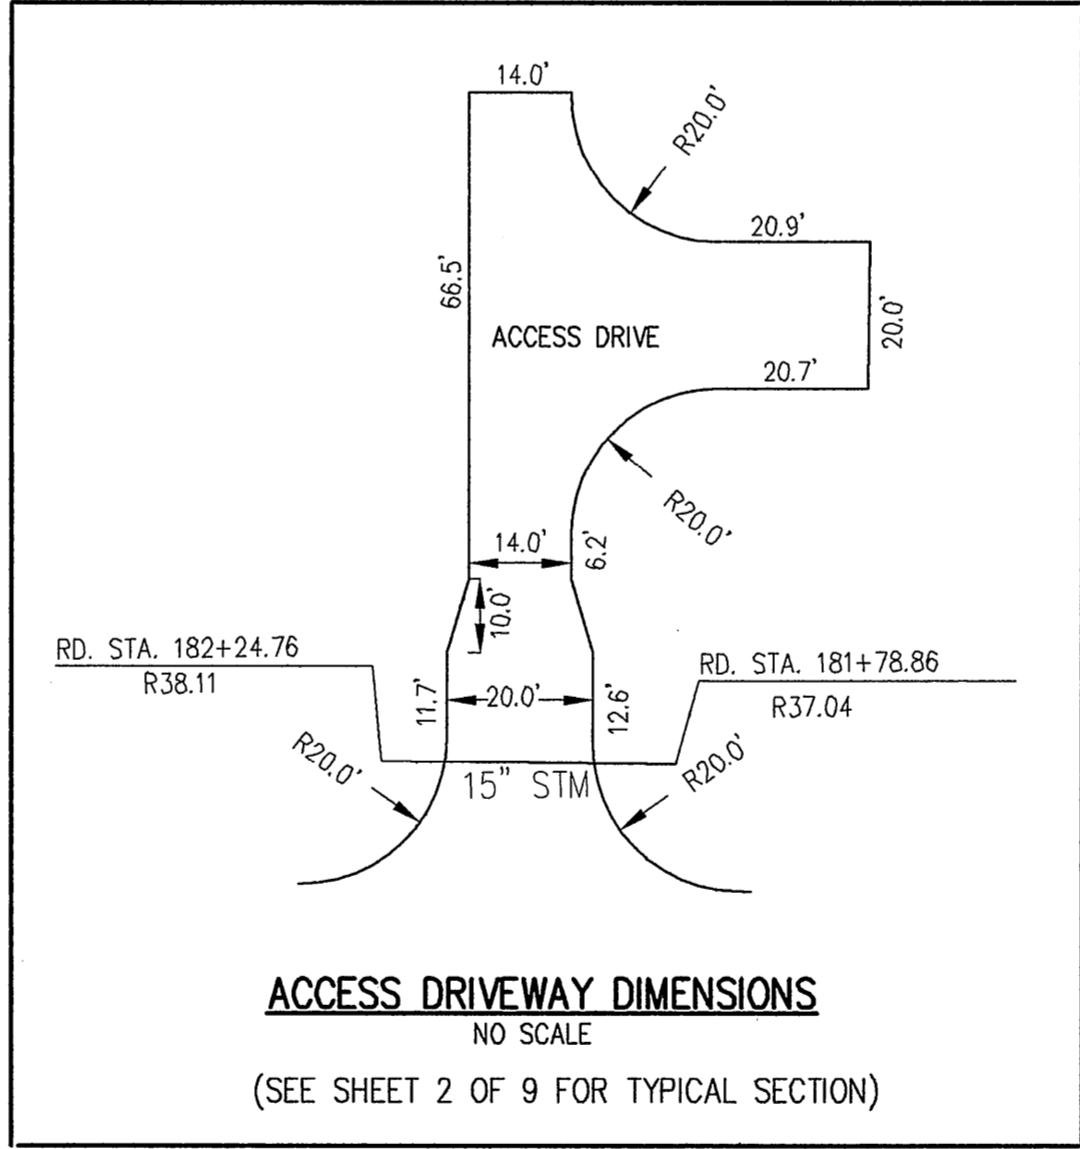 14.0'
R20.0'
20.9'
66.5'
20.0'
ACCESS DRIVE
20.7'
R20.0'
14.0'
6.2'
10.0'
RD. STA. 182+24.76
R38.11
RD. STA. 181+78.86
R37.04
11.7'
20.0'
12.6'
R20.0'
15" STM
R20.0'
ACCESS DRIVEWAY DIMENSIONS
NO SCALE
(SEE SHEET 2 OF 9 FOR TYPICAL SECTION)